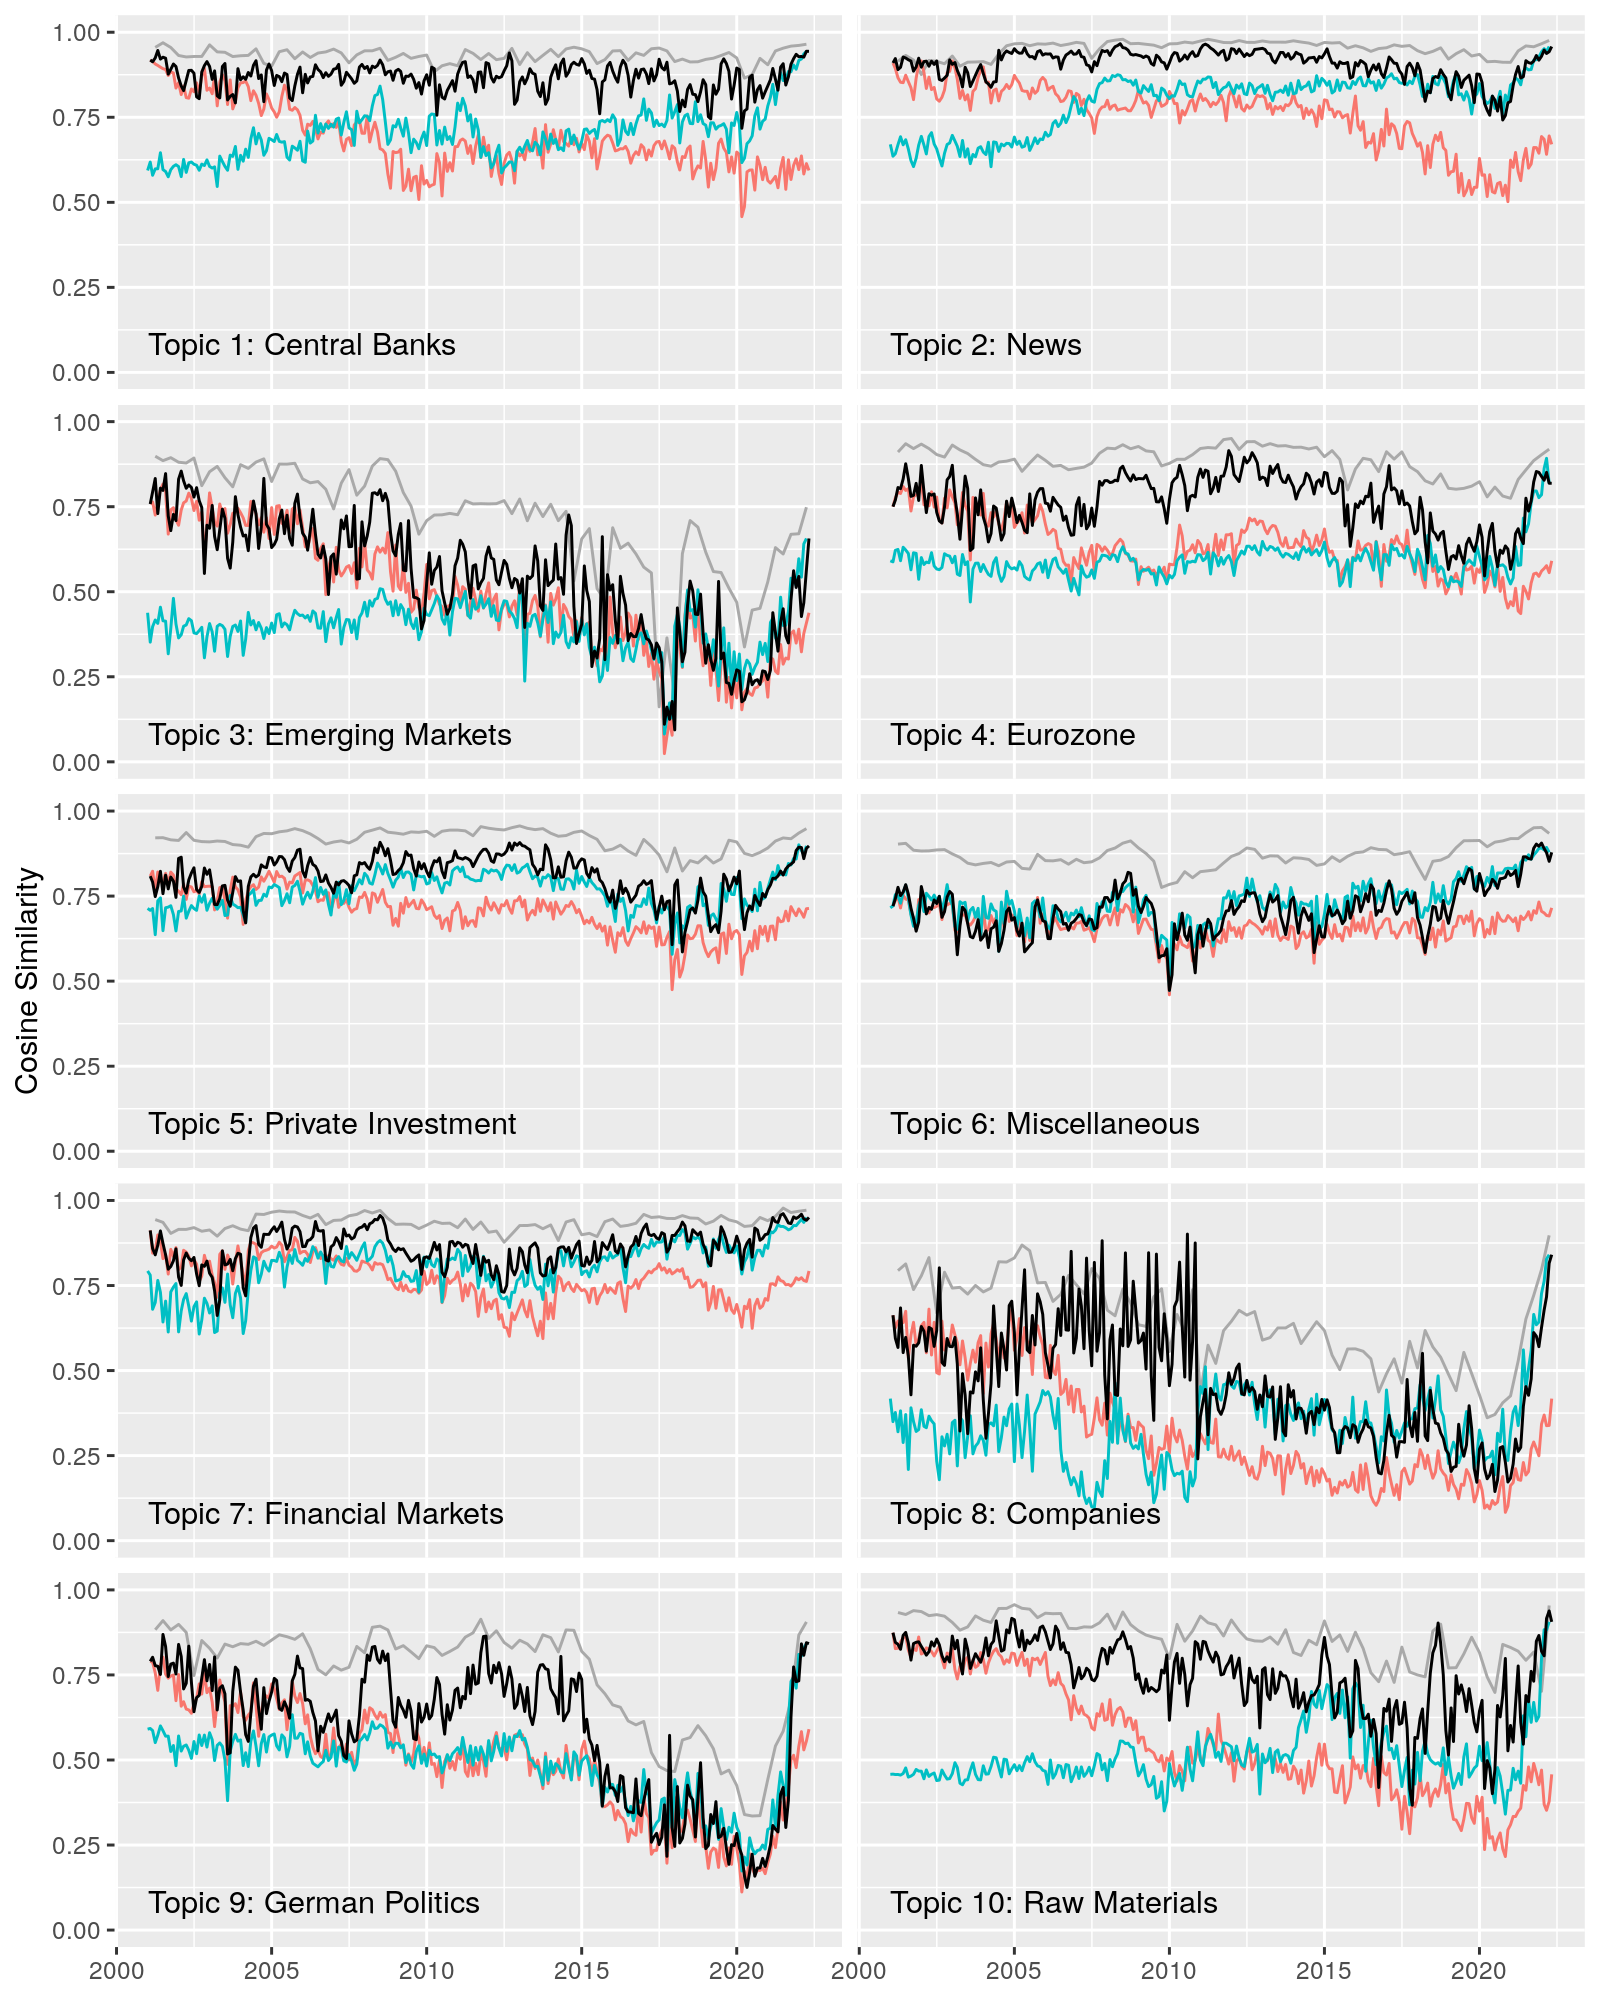 1.00
0.75
0.50
0.25
0.00
Topic 1: Central Banks
Topic 2: News
1.00
0.75
0.50
0.25
0.00
Topic 3: Emerging Markets
Topic 4: Eurozone
Cosine Similarity
1.00
0.75
0.50
0.25
0.00
Topic 5: Private Investment
Topic 6: Miscellaneous
1.00
0.75
0.50
0.25
0.00
Topic 7: Financial Markets
Topic 8: Companies
1.00
0.75
0.50
0.25
0.00
Topic 9: German Politics
Topic 10: Raw Materials
2000 2005 2010 2015 2020 2000 2005 2010 2015 2020